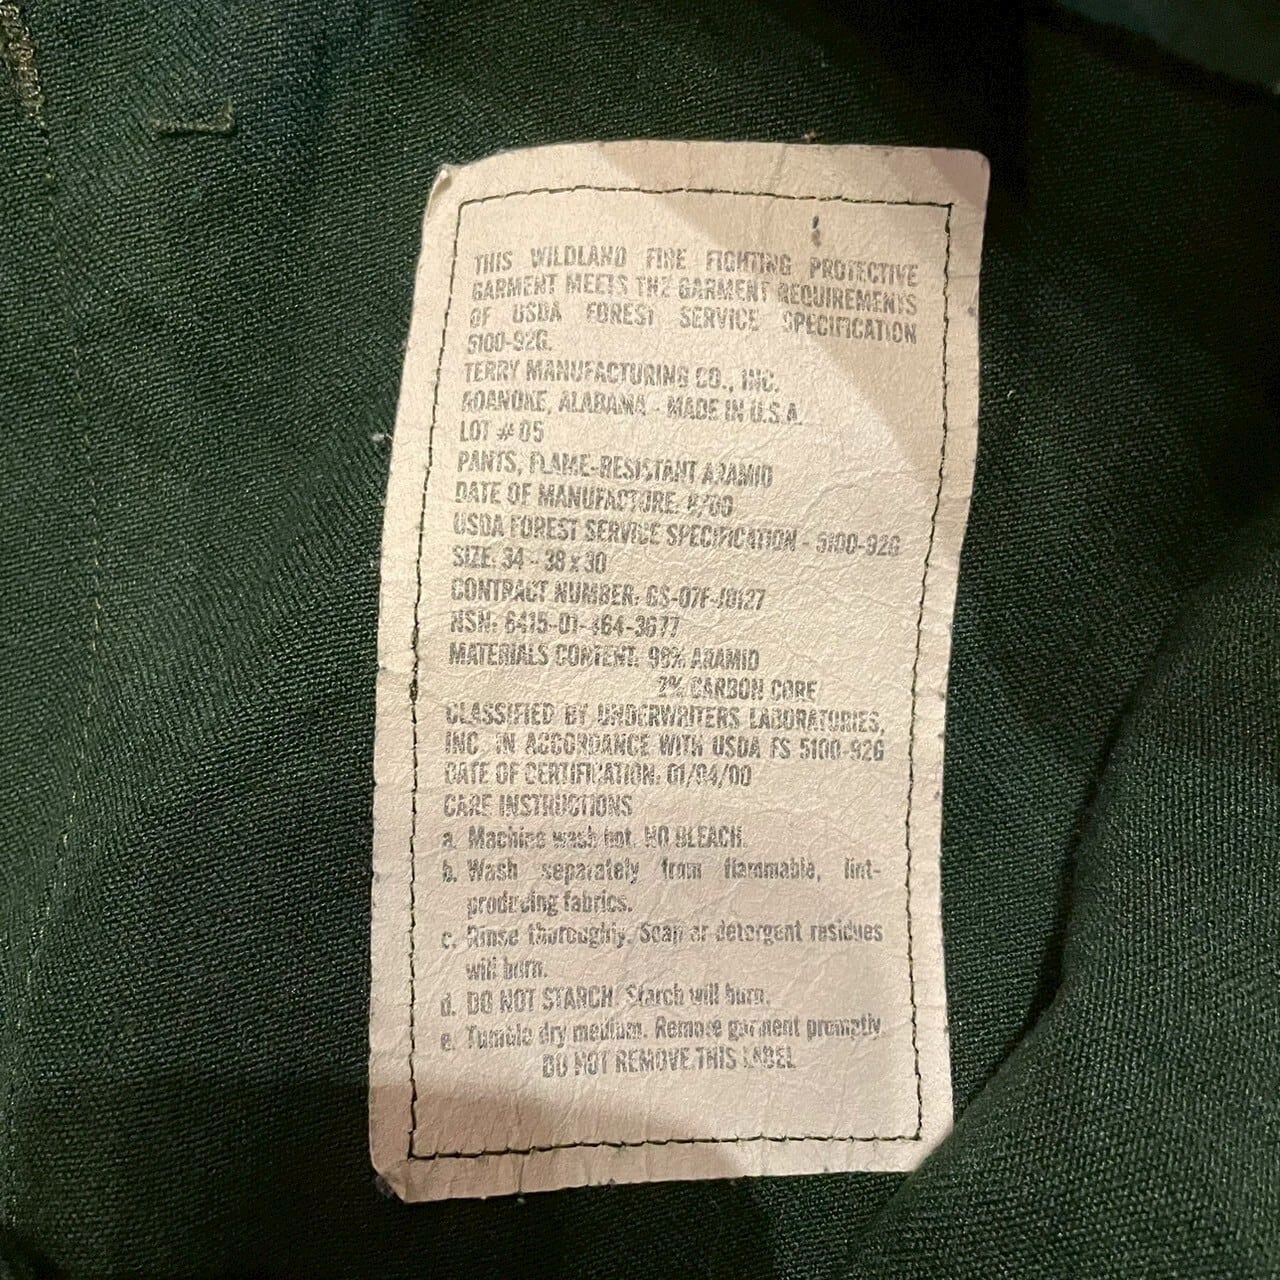 THIS WILDLAND FIRE FIGHTING PROTECTIVE
GARMENT MEETS THE GARMENT REQUIREMENTS
OF USDA FOREST SERVICE SPECIFICATION
5100-92G.
TERRY MANUFACTURING CO., INC.
ROANOKE, ALABAMA - MADE IN U.S.A.
LOT # 05
PANTS, FLAME-RESISTANT ARAMID
DATE OF MANUFACTURE:
USDA FOREST SERVICE SPECIFICATION - 5100-92G
SIZE: 34 - 38 x 30
CONTRACT NUMBER: GS-07F-J0127
NSN: 6415-01-464-3677
MATERIALS CONTENT: 98% ARAMID
2% CARBON CORE
CLASSIFIED BY UNDERWRITERS LABORATORIES,
INC. IN ACCORDANCE WITH USDA FS 5100-92G
DATE OF CERTIFICATION: 01/04/00
CARE INSTRUCTIONS
a. Machine wash hot. NO BLEACH.
b. Wash separately from flammable, lint-
producing fabrics.
c. Rinse thoroughly. Soap or detergent residues
will burn.
d. DO NOT STARCH. Starch will burn.
e. Tumble dry medium. Remove garment promptly.
DO NOT REMOVE THIS LABEL